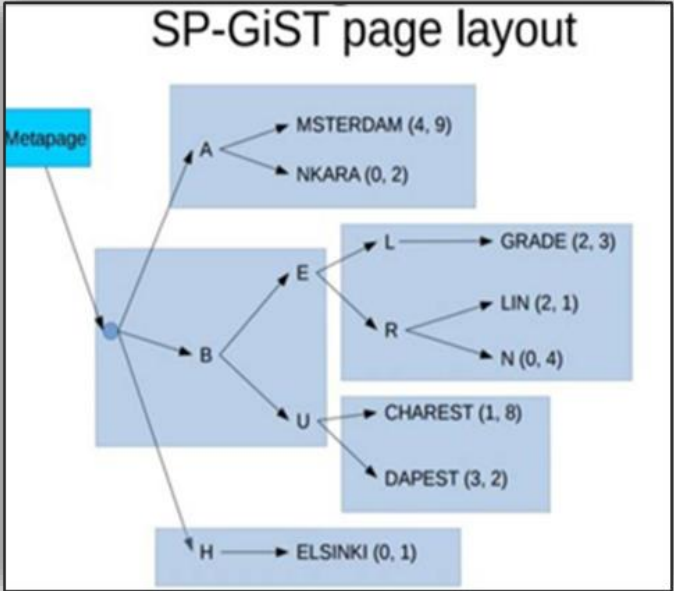 SP-GiST page layout
Metapage
A
MSTERDAM (4, 9)
NKARA (0, 2)
B
E
L
GRADE (2, 3)
R
LIN (2, 1)
N (0, 4)
U
CHAREST (1, 8)
DAPEST (3, 2)
H
ELSINKI (0, 1)